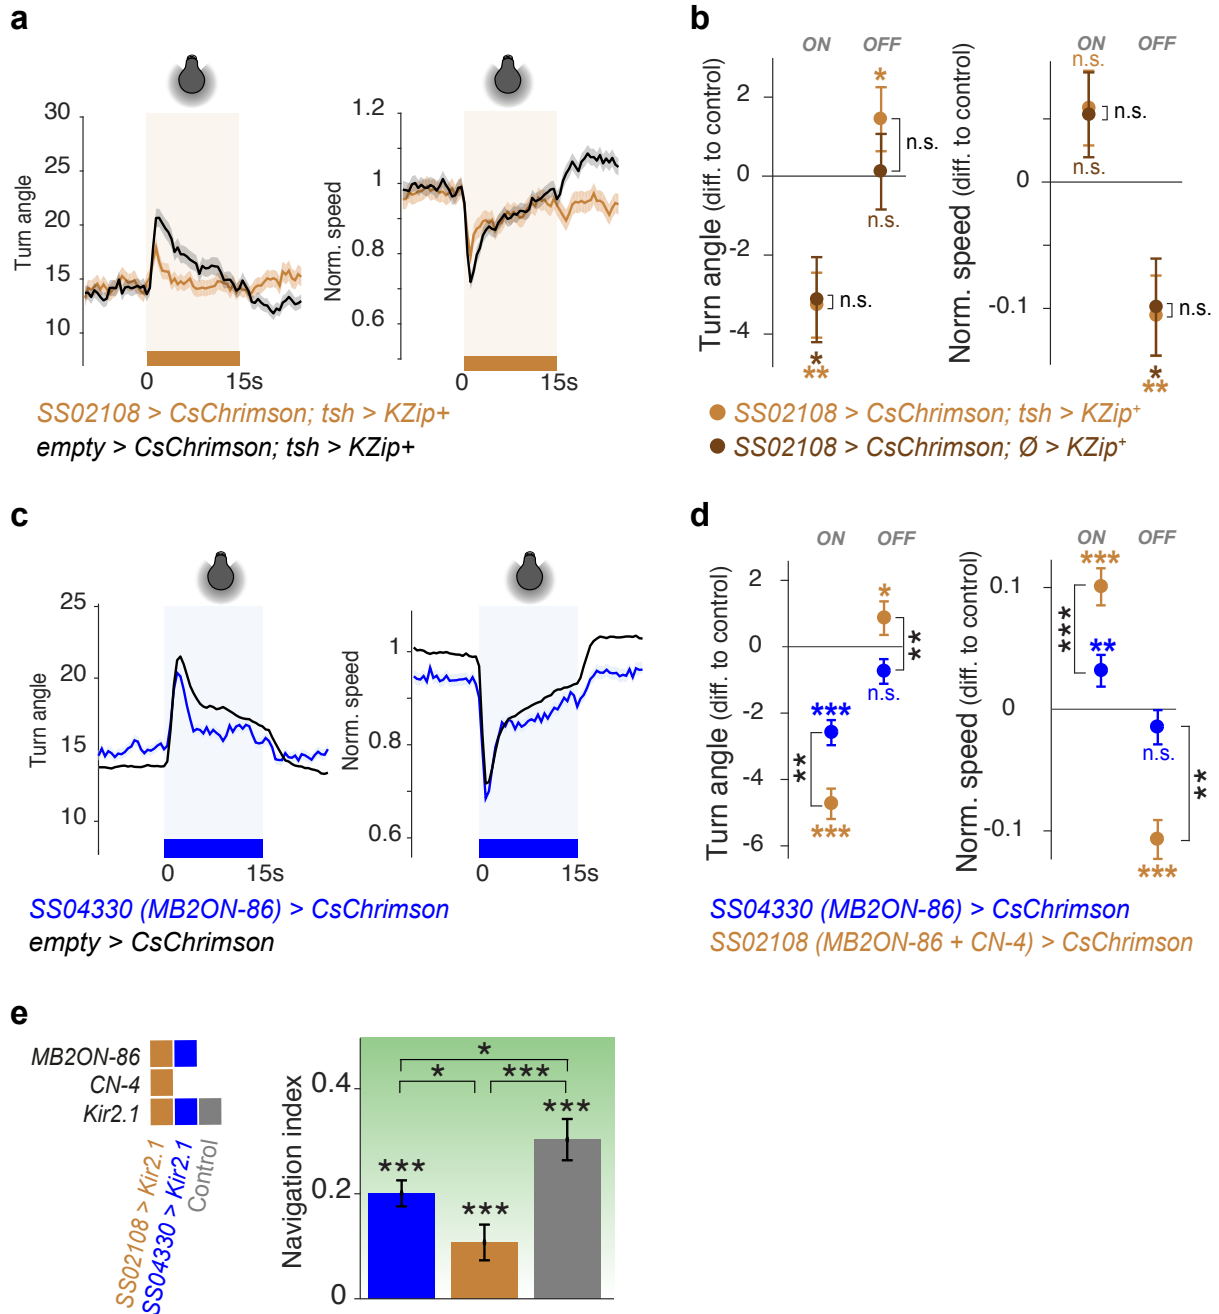 a
Turn angle
30
25
20
15
10
0
15s
Norm. speed
1.2
1
0.8
0.6
0
15s
SS02108 > CsChrimson; tsh > KZip+
empty > CsChrimson; tsh > KZip+
b
ON
OFF
Turn angle (diff. to control)
2
0
-2
-4
*
n.s.
n.s.
n.s.
*
**
ON
OFF
Norm. speed (diff. to control)
0
-0.1
n.s.
n.s.
n.s.
n.s.
*
**
SS02108 > CsChrimson; tsh > KZip+
SS02108 > CsChrimson; Ø > KZip+
c
Turn angle
25
20
15
10
0
15s
Norm. speed
1
0.8
0.6
0
15s
SS04330 (MB2ON-86) > CsChrimson
empty > CsChrimson
d
ON
OFF
Turn angle (diff. to control)
2
0
-2
-4
-6
*
**
n.s.
***
**
***
ON
OFF
Norm. speed (diff. to control)
0.1
0
-0.1
***
***
**
n.s.
**
***
SS04330 (MB2ON-86) > CsChrimson
SS02108 (MB2ON-86 + CN-4) > CsChrimson
e
MB2ON-86
CN-4
Kir2.1
SS02108 > Kir2.1
SS04330 > Kir2.1
Control
Navigation index
0.4
0.2
0
*
*
***
***
***
***